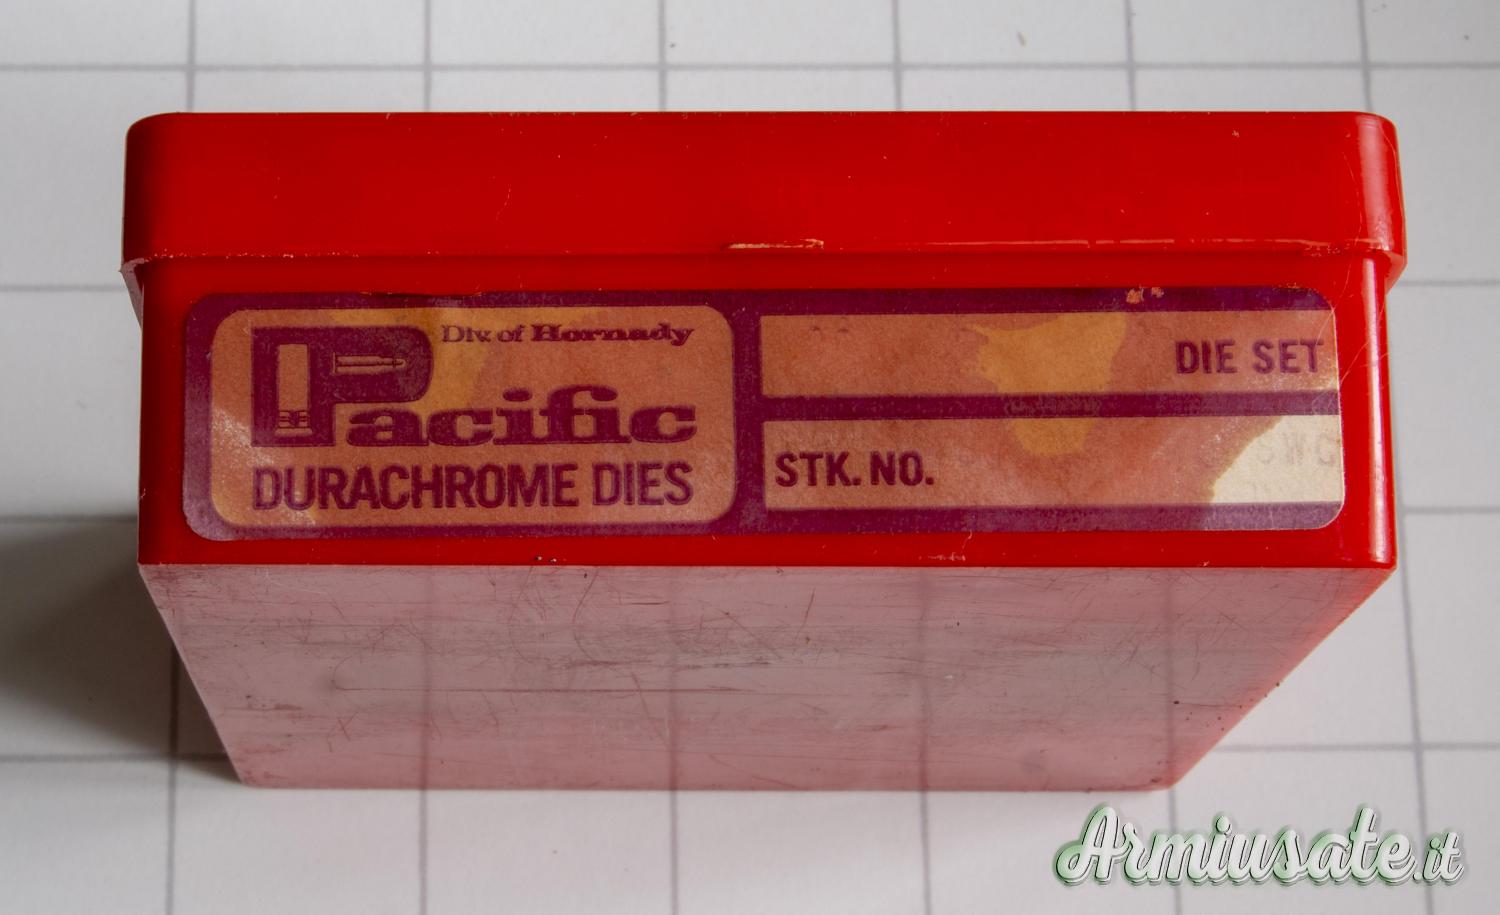 Div. of Hornady
Pacific
DURACHROME DIES
DIE SET
STK. NO.
Armiusate.it